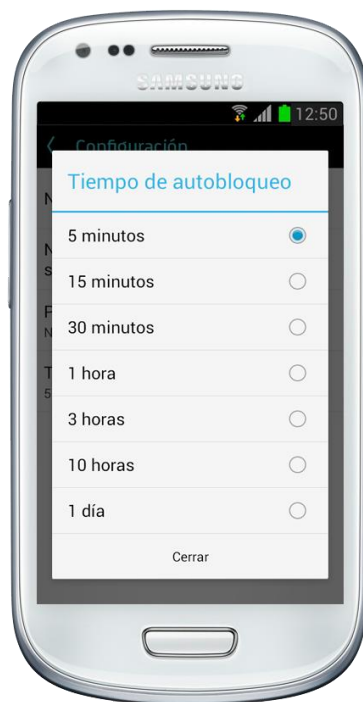 SAMSUNG
12:50
Configuración
Tiempo de autobloqueo
N
5 minutos
N
s
15 minutos
P
30 minutos
N
T
1 hora
5
3 horas
10 horas
1 día
Cerrar